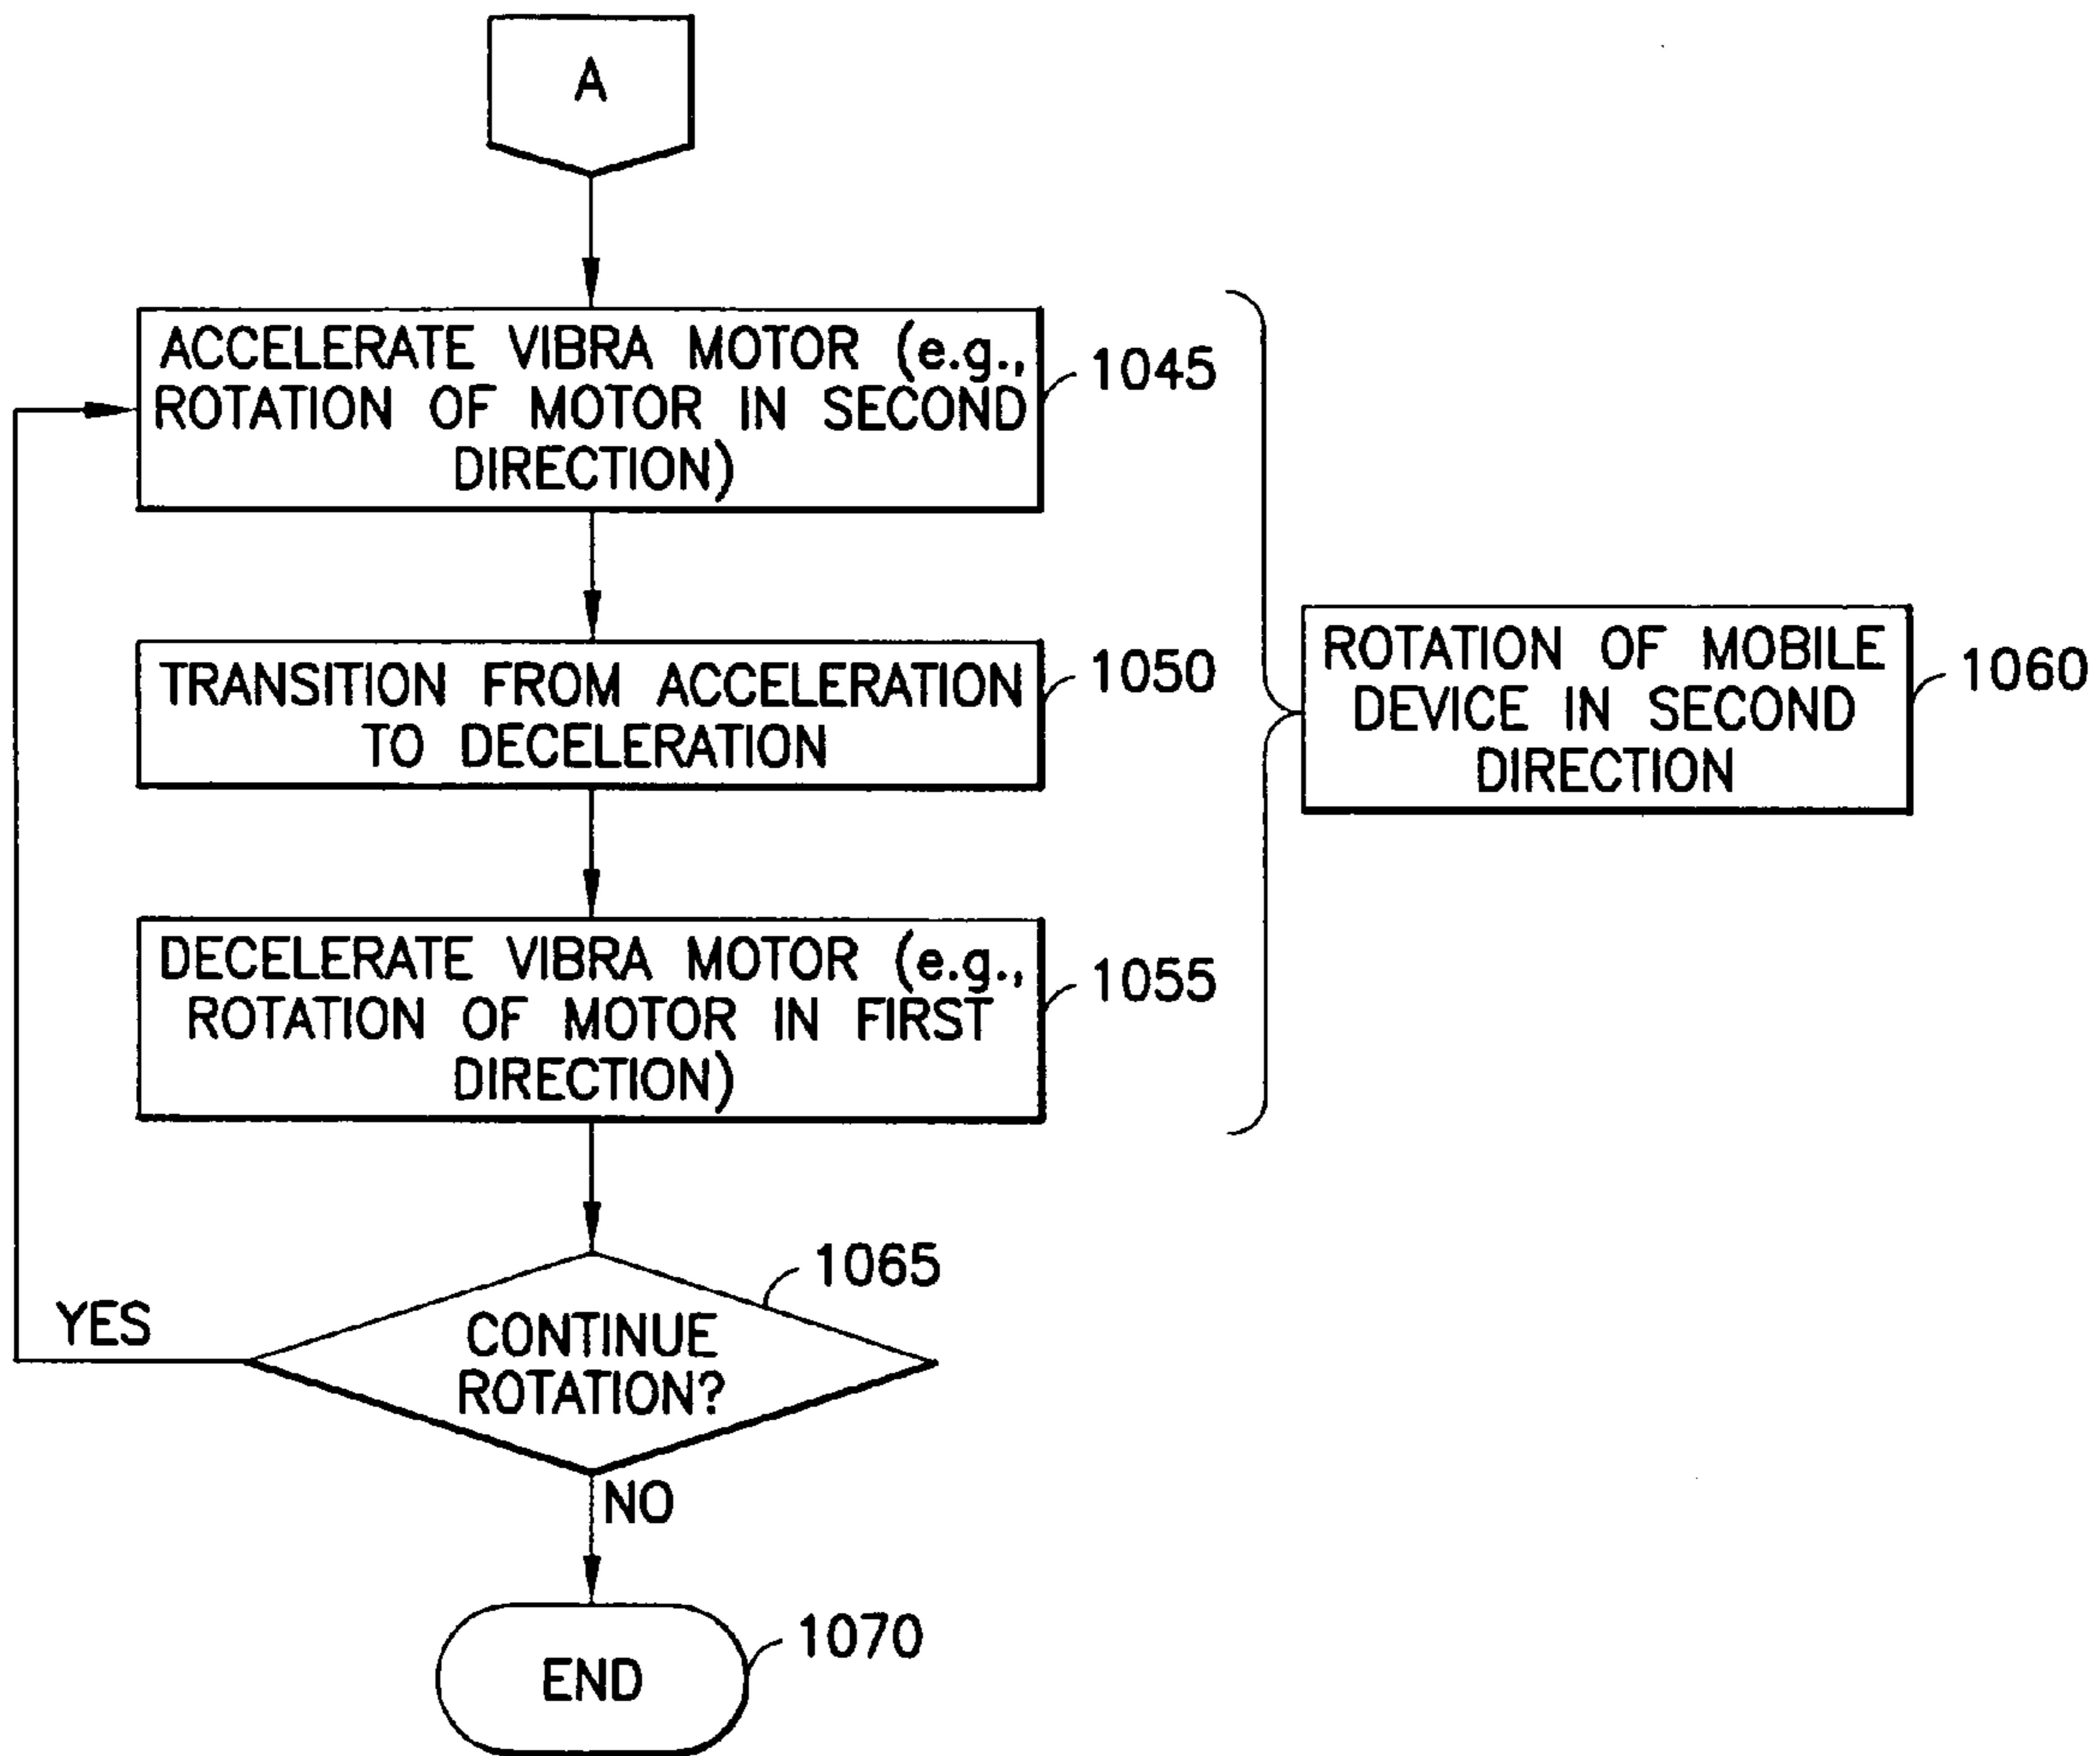 A
ACCELERATE VIBRA MOTOR (e.g.,
ROTATION OF MOTOR IN SECOND
DIRECTION)
1045
TRANSITION FROM ACCELERATION
TO DECELERATION
1050
ROTATION OF MOBILE
DEVICE IN SECOND
DIRECTION
1060
DECELERATE VIBRA MOTOR (e.g.,
ROTATION OF MOTOR IN FIRST
DIRECTION)
1055
CONTINUE
ROTATION?
1065
YES
NO
END
1070